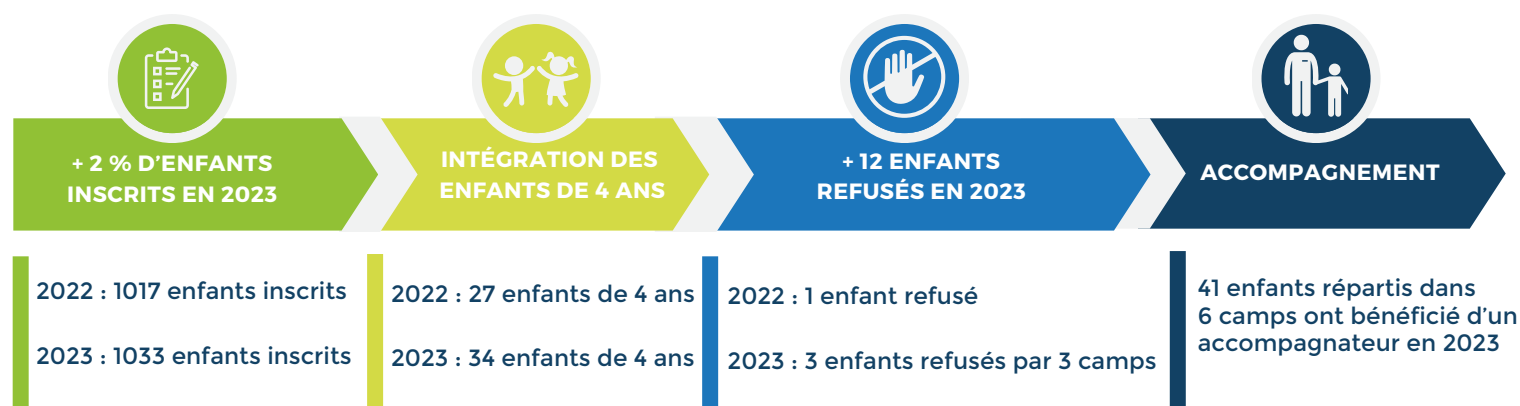 + 2 % D'ENFANTS
INSCRITS EN 2023
INTÉGRATION DES
ENFANTS DE 4 ANS
+ 12 ENFANTS
REFUSÉS EN 2023
ACCOMPAGNEMENT
2022 : 1017 enfants inscrits
2023 : 1033 enfants inscrits
2022 : 27 enfants de 4 ans
2023 : 34 enfants de 4 ans
2022 : 1 enfant refusé
2023 : 3 enfants refusés par 3 camps
41 enfants répartis dans
6 camps ont bénéficié d'un
accompagnateur en 2023